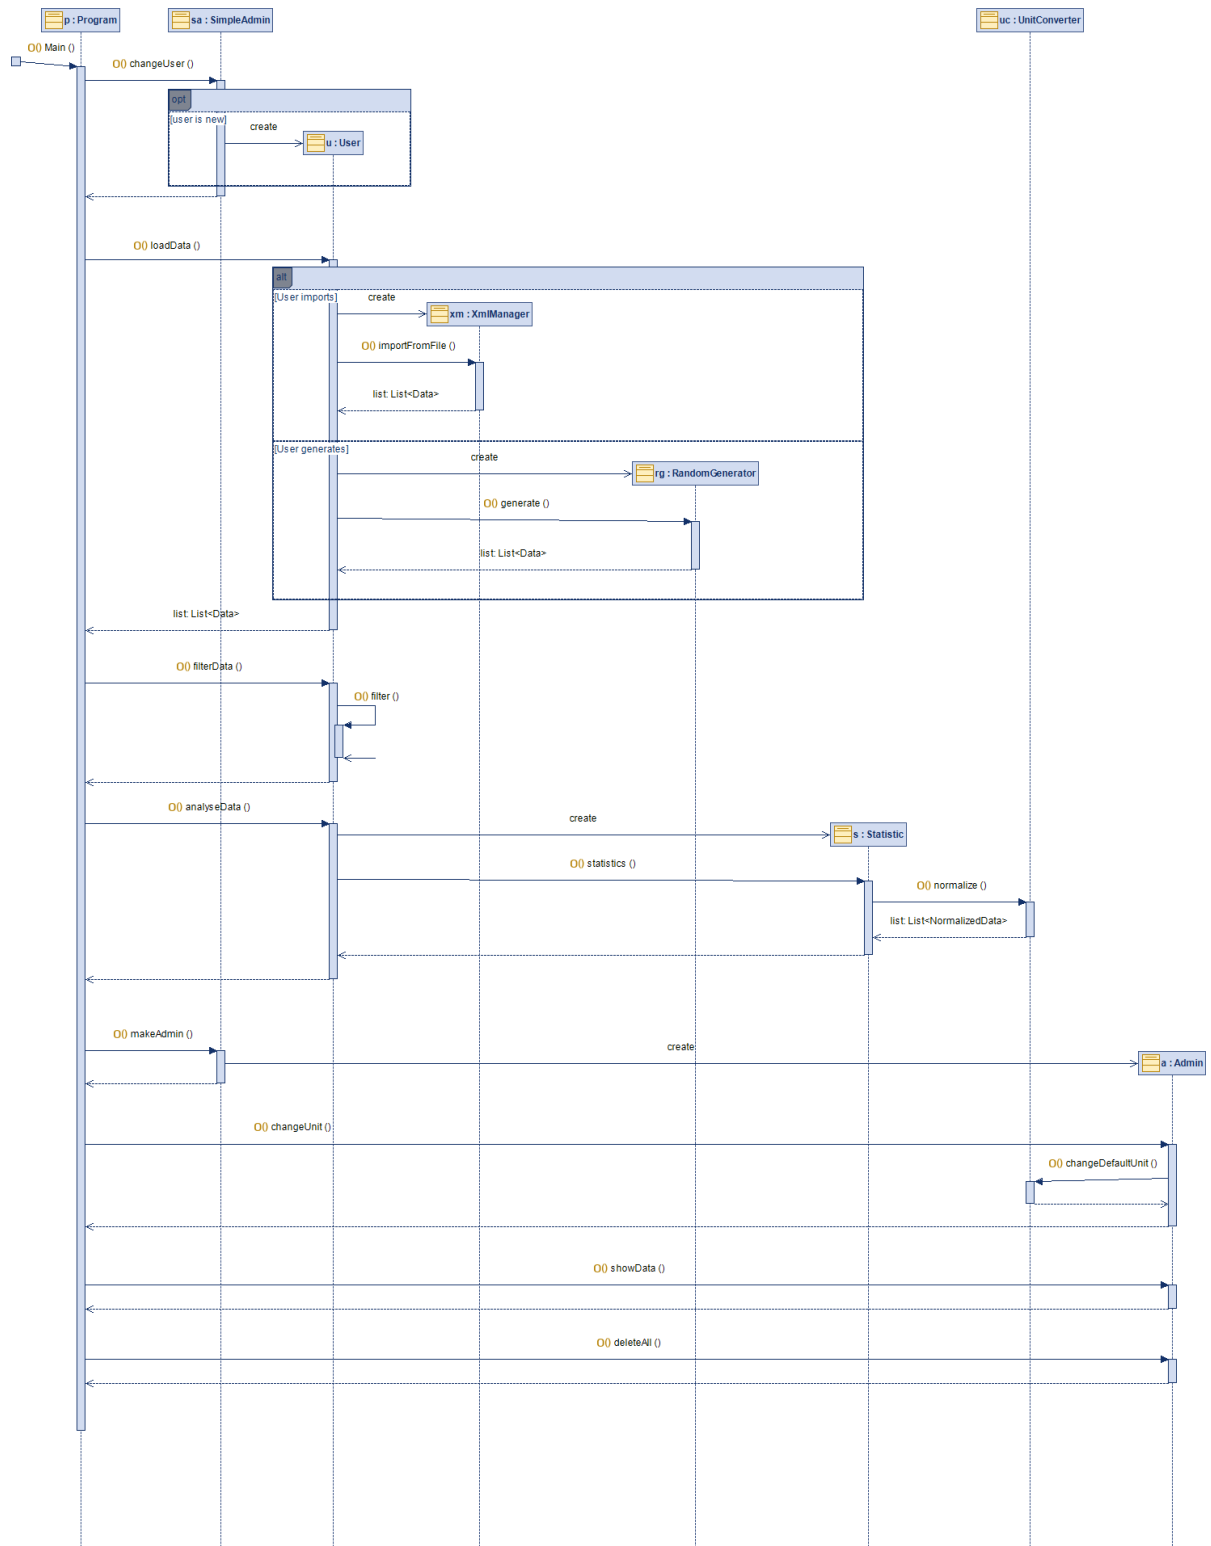 p : Program
sa : SimpleAdmin
uc : UnitConverter
O() Main ()
O() changeUser ()
opt
[user is new]
create
u : User
O() loadData ()
alt
[User imports]
create
xm : XmlManager
O() importFromFile ()
list: List<Data>
[User generates]
create
rg : RandomGenerator
O() generate ()
list: List<Data>
list: List<Data>
O() filterData ()
O() filter ()
O() analyseData ()
create
s : Statistic
O() statistics ()
O() normalize ()
list: List<NormalizedData>
O() makeAdmin ()
create
a : Admin
O() changeUnit ()
O() changeDefaultUnit ()
O() showData ()
O() deleteAll ()